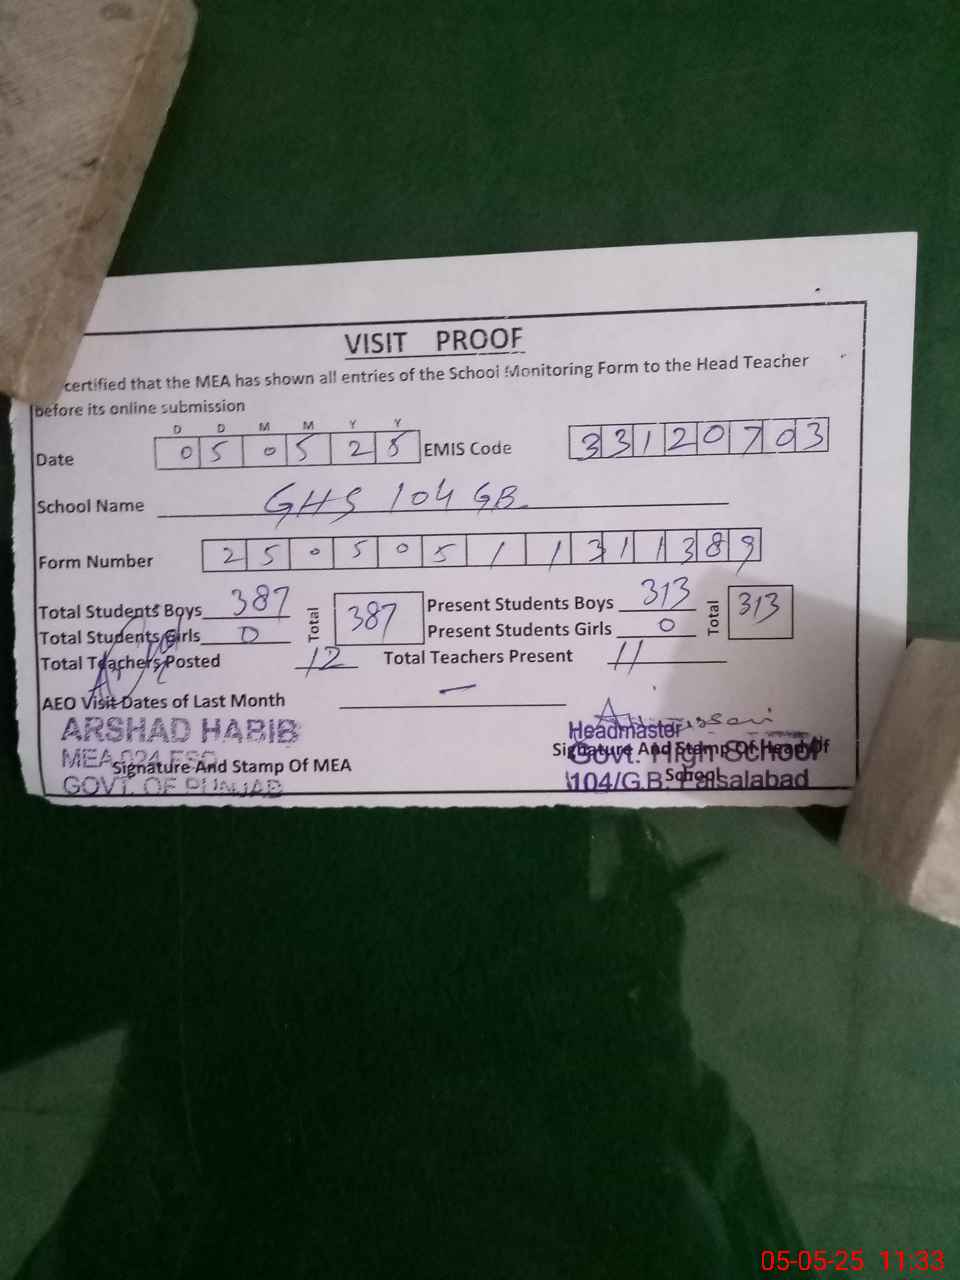 VISIT PROOF
certified that the MEA has shown all entries of the School Monitoring Form to the Head Teacher
before its online submission
D D M M Y Y
Date 0 5 0 5 2 5 EMIS Code 3 3 1 2 0 7 0 3
School Name GHS 104 GB
Form Number 2 5 0 5 0 5 1 1 3 1 1 3 8 9
Total Students Boys 387 Total 387 Present Students Boys 313 Total 313
Total Students Girls 0 Present Students Girls 0
Total Teachers Posted 12 Total Teachers Present 11
AEO Visit Dates of Last Month —
ARSHAD HABIB
MEA 024 FSD
Signature And Stamp Of MEA
GOVT. OF PUNJAB
Headmaster
Signature And Stamp Of Head Of
Govt. High School
School
104/G.B. Faisalabad
05-05-25 11:33